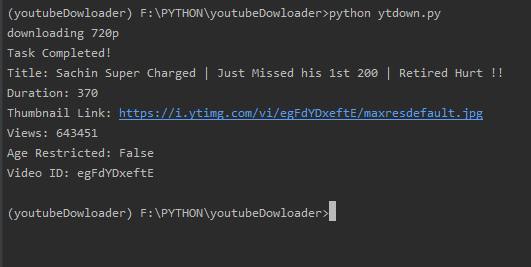 (youtubeDowloader) F:\PYTHON\youtubeDowloader>python ytdown.py
downloading 720p
Task Completed!
Title: Sachin Super Charged | Just Missed his 1st 200 | Retired Hurt !!
Duration: 370
Thumbnail Link: https://i.ytimg.com/vi/egFdYDxeftE/maxresdefault.jpg
Views: 643451
Age Restricted: False
Video ID: egFdYDxeftE
(youtubeDowloader) F:\PYTHON\youtubeDowloader>